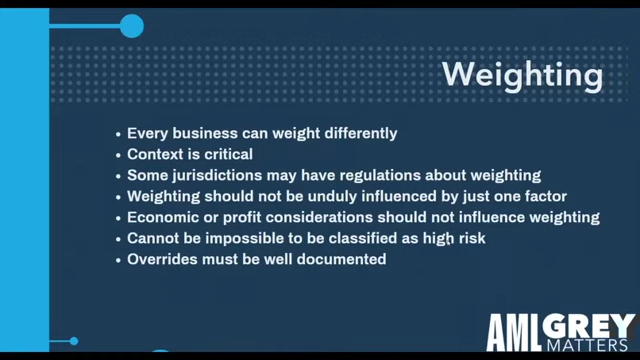 Weighting
• Every business can weight differently
• Context is critical
• Some jurisdictions may have regulations about weighting
• Weighting should not be unduly influenced by just one factor
• Economic or profit considerations should not influence weighting
• Cannot be impossible to be classified as high risk
• Overrides must be well documented
AML GREY
MATTERS